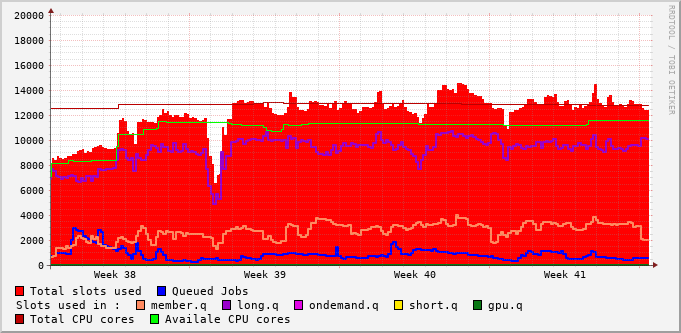 20000
18000
16000
14000
12000
10000
8000
6000
4000
2000
0
Week 38 Week 39 Week 40 Week 41
RRDTOOL / TOBI OETIKER
Total slots used Queued Jobs
Slots used in : member.q long.q ondemand.q short.q gpu.q
Total CPU cores Availale CPU cores